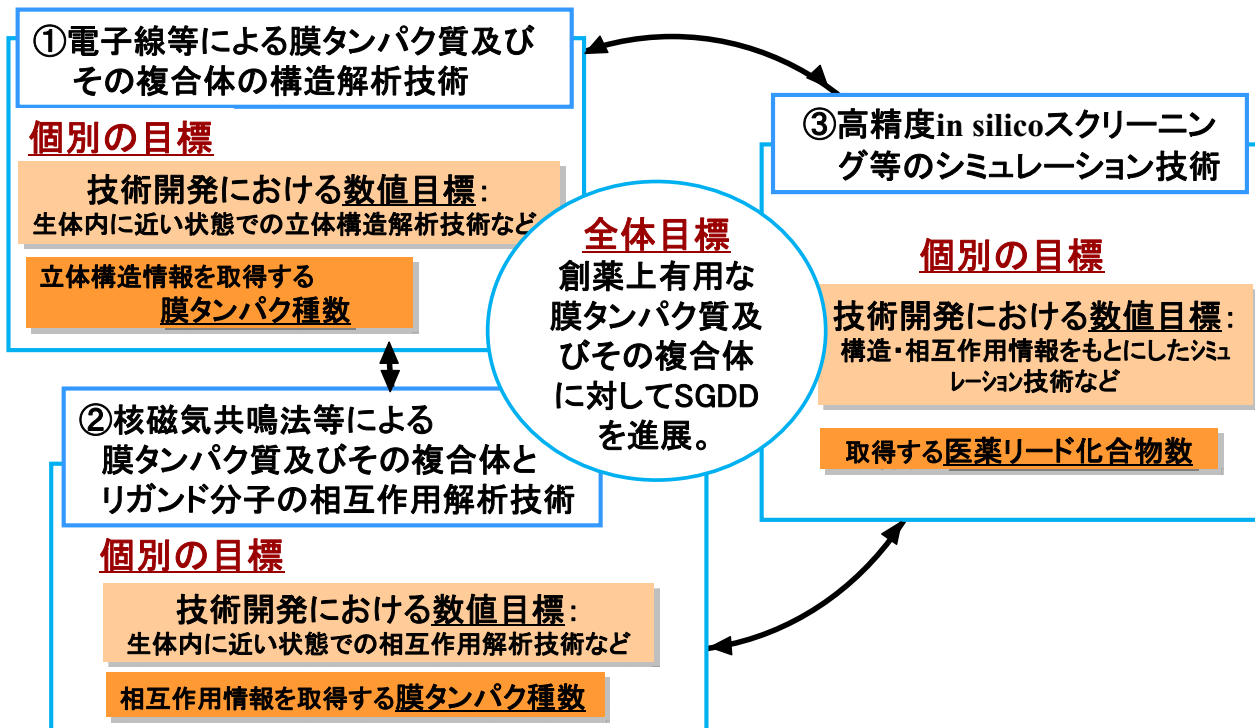 ①電子線等による膜タンパク質及び
その複合体の構造解析技術
個別の目標
技術開発における数値目標：
生体内に近い状態での立体構造解析技術など
立体構造情報を取得する
膜タンパク種数
②核磁気共鳴法等による
膜タンパク質及びその複合体と
リガンド分子の相互作用解析技術
個別の目標
技術開発における数値目標：
生体内に近い状態での相互作用解析技術など
相互作用情報を取得する膜タンパク種数
全体目標
創薬上有用な
膜タンパク質及
びその複合体
に対してSGDD
を進展。
③高精度in silicoスクリーニン
グ等のシミュレーション技術
個別の目標
技術開発における数値目標：
構造・相互作用情報をもとにしたシミュ
レーション技術など
取得する医薬リード化合物数